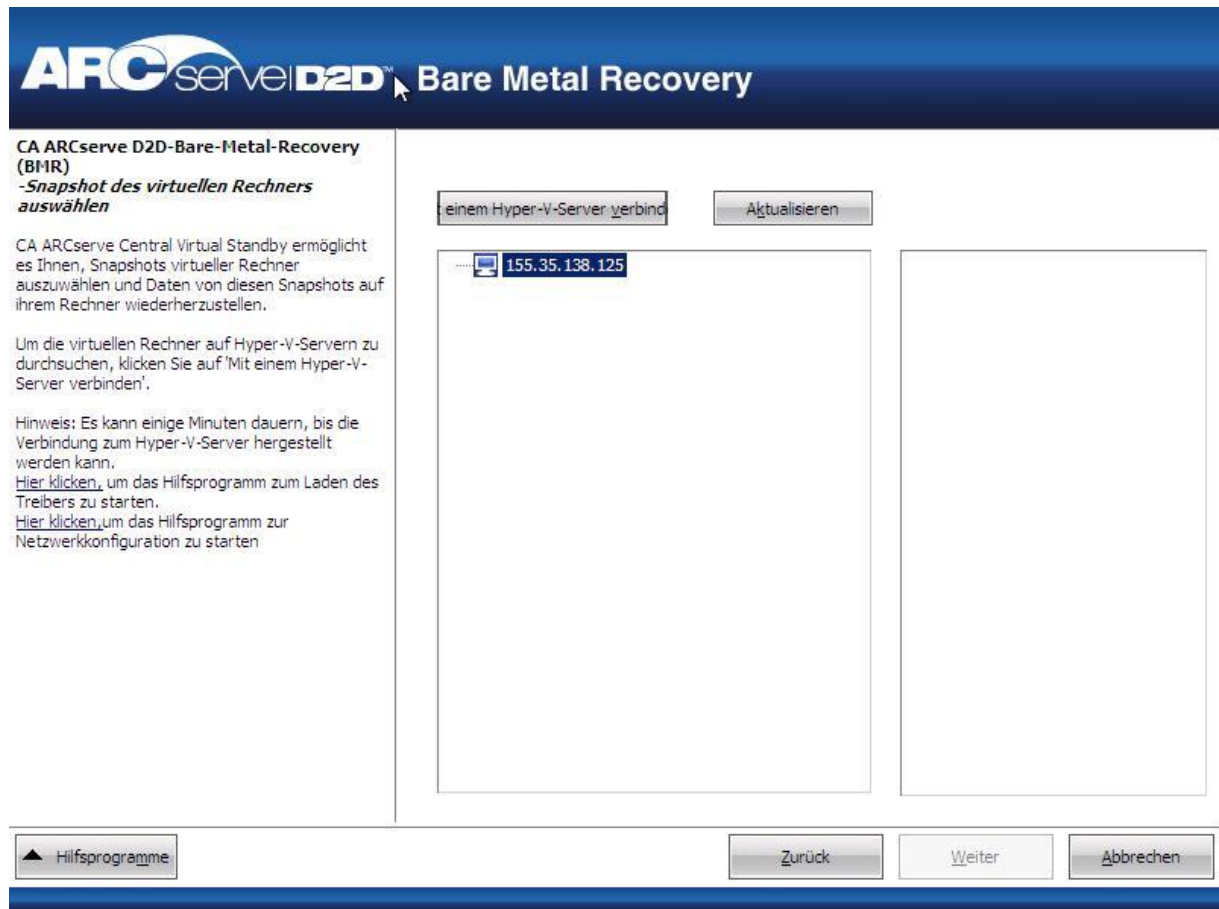 ARCserve D2D™ Bare Metal Recovery
CA ARCserve D2D-Bare-Metal-Recovery
(BMR)
-Snapshot des virtuellen Rechners
auswählen
CA ARCserve Central Virtual Standby ermöglicht
es Ihnen, Snapshots virtueller Rechner
auszuwählen und Daten von diesen Snapshots auf
ihrem Rechner wiederherzustellen.
Um die virtuellen Rechner auf Hyper-V-Servern zu
durchsuchen, klicken Sie auf 'Mit einem Hyper-V-
Server verbinden'.
Hinweis: Es kann einige Minuten dauern, bis die
Verbindung zum Hyper-V-Server hergestellt
werden kann.
Hier klicken, um das Hilfsprogramm zum Laden des
Treibers zu starten.
Hier klicken,um das Hilfsprogramm zur
Netzwerkkonfiguration zu starten
t einem Hyper-V-Server verbind
Aktualisieren
155.35.138.125
Hilfsprogramme
Zurück
Weiter
Abbrechen